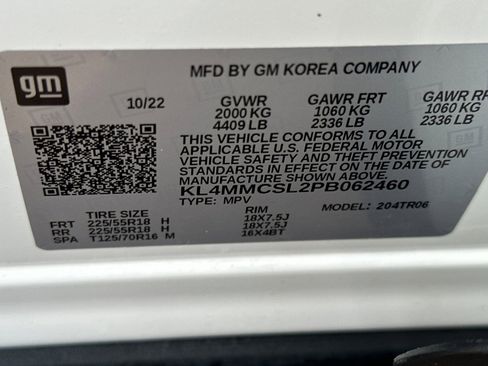 gm
MFD BY GM KOREA COMPANY
10/22 GVWR GAWR FRT GAWR RR
2000 KG 1060 KG 1060 KG
4409 LB 2336 LB 2336 LB
THIS VEHICLE CONFORMS TO ALL
APPLICABLE U.S. FEDERAL MOTOR
VEHICLE SAFETY AND THEFT PREVENTION
STANDARDS IN EFFECT ON THE DATE OF
MANUFACTURE SHOWN ABOVE.
KL4MMCSL2PB062460
TYPE: MPV MODEL: 204TR06
TIRE SIZE RIM
FRT 225/55R18 H 18X7.5J
RR 225/55R18 H 18X7.5J
SPA T125/70R16 M 16X4BT